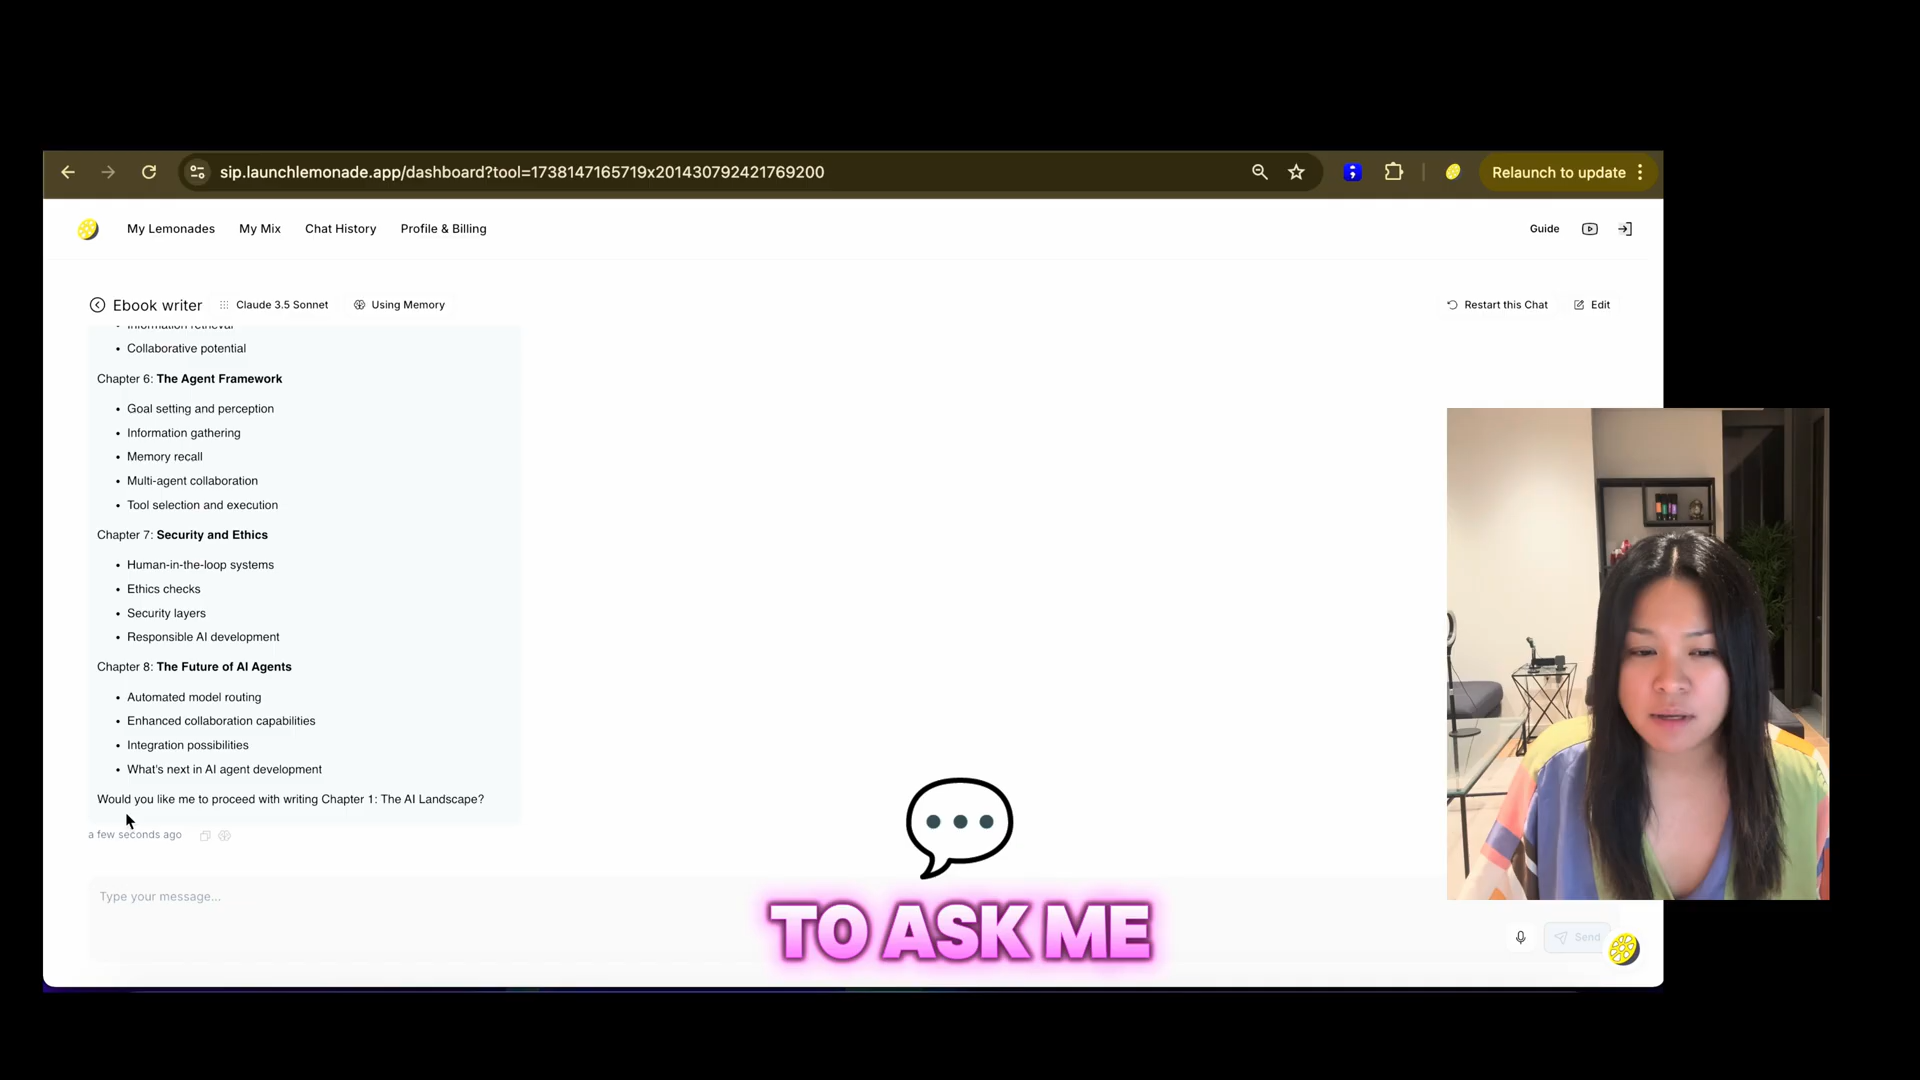 sip.launchlemonade.app/dashboard?tool=1738147165719x201430792421769200
Relaunch to update
My Lemonades
My Mix
Chat History
Profile & Billing
Guide
Ebook writer
Claude 3.5 Sonnet
Using Memory
Restart this Chat
Edit
Information retrieval
Collaborative potential
Chapter 6: The Agent Framework
Goal setting and perception
Information gathering
Memory recall
Multi-agent collaboration
Tool selection and execution
Chapter 7: Security and Ethics
Human-in-the-loop systems
Ethics checks
Security layers
Responsible AI development
Chapter 8: The Future of AI Agents
Automated model routing
Enhanced collaboration capabilities
Integration possibilities
What's next in AI agent development
Would you like me to proceed with writing Chapter 1: The AI Landscape?
a few seconds ago
Type your message...
TO ASK ME
Send